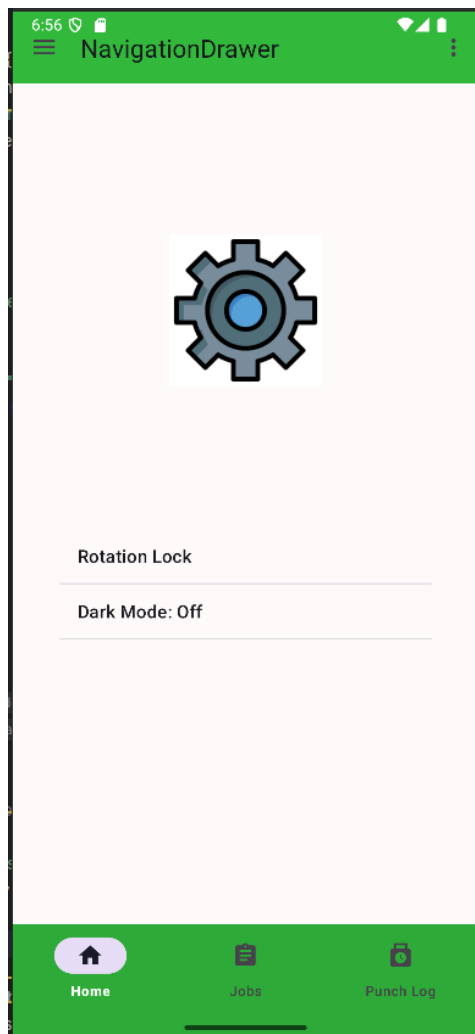 6:56
NavigationDrawer
Rotation Lock
Dark Mode: Off
Home
Jobs
Punch Log